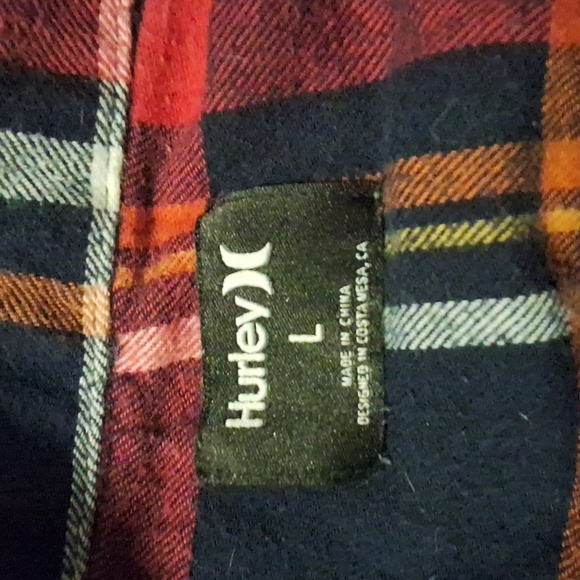 Hurley)(
L
MADE IN CHINA
DESIGNED IN COSTA MESA, CA